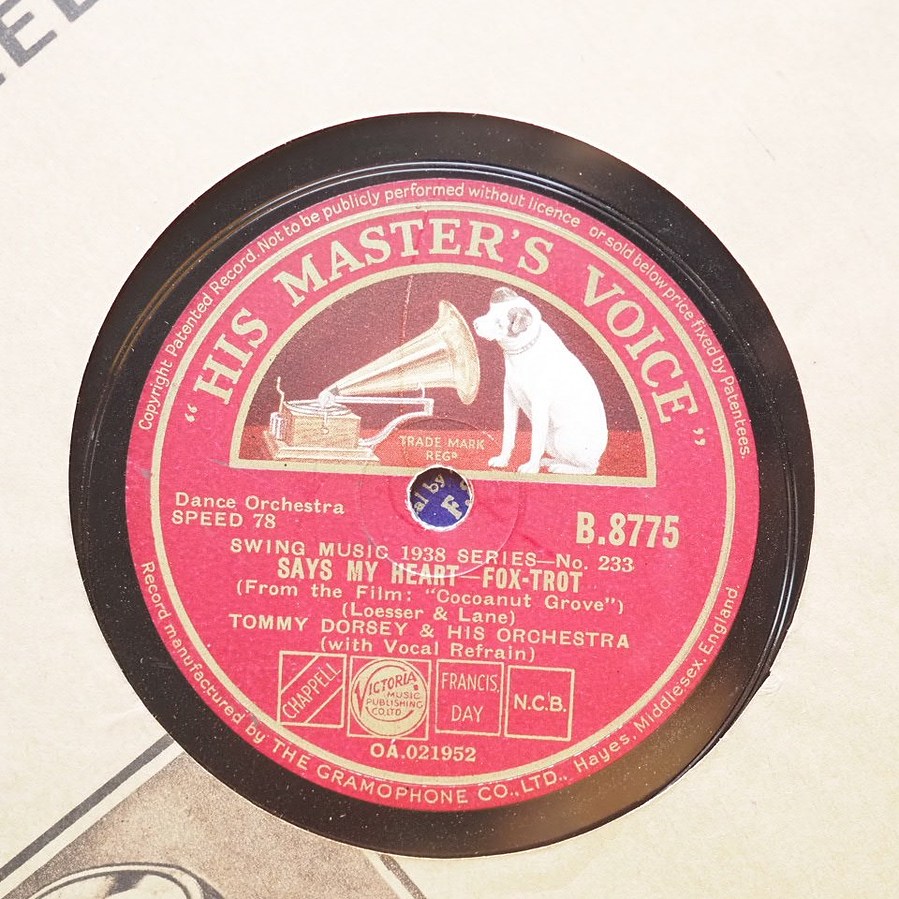 Copyright Patented Record. Not to be publicly performed without licence or sold below price fixed by Patentees.
"HIS MASTER'S VOICE"
TRADE MARK
REGD
Dance Orchestra
SPEED 78
B.8775
SWING MUSIC 1938 SERIES—No. 233
SAYS MY HEART—FOX-TROT
(From the Film: "Cocoanut Grove")
(Loesser & Lane)
TOMMY DORSEY & HIS ORCHESTRA
(with Vocal Refrain)
CHAPPELL
VICTORIA
MUSIC
PUBLISHING
CO LTD
FRANCIS,
DAY
N.C.B.
OA.021952
Record manufactured by THE GRAMOPHONE CO., LTD., Hayes, Middlesex, England.